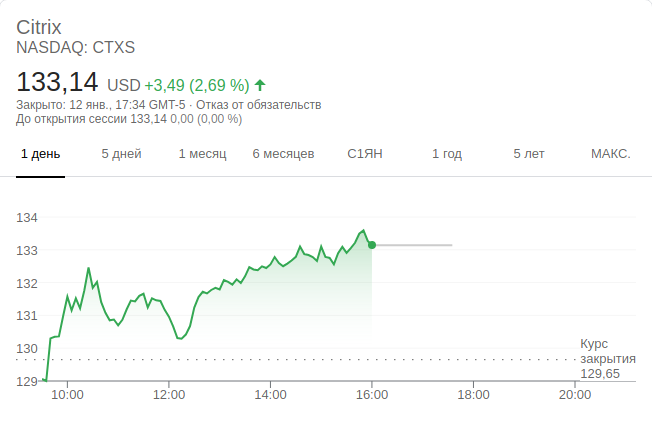 Citrix
NASDAQ: CTXS
133,14 USD +3,49 (2,69 %)
Закрыто: 12 янв., 17:34 GMT-5 · Отказ от обязательств
До открытия сессии 133,14 0,00 (0,00 %)
1 день 5 дней 1 месяц 6 месяцев С1ЯН 1 год 5 лет МАКС.
134
133
132
131
130
129
Курс
закрытия
129,65
10:00 12:00 14:00 16:00 18:00 20:00